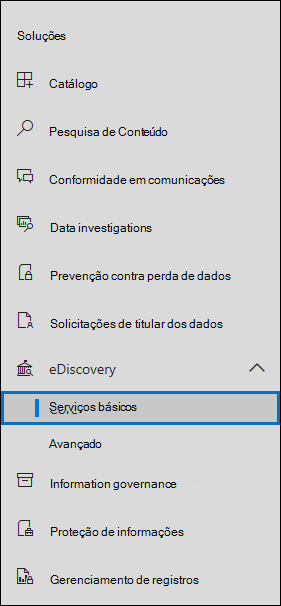 Soluções
Catálogo
Pesquisa de Conteúdo
Conformidade em comunicações
Data investigations
Prevenção contra perda de dados
Solicitações de titular dos dados
eDiscovery
Serviços básicos
Avançado
Information governance
Proteção de informações
Gerenciamento de registros